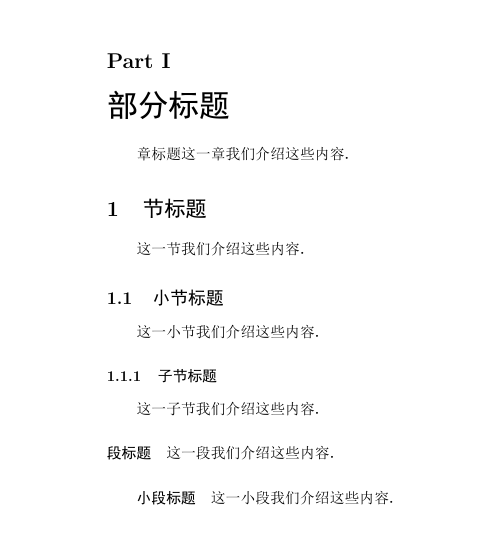 Part I
部分标题
章标题这一章我们介绍这些内容.
1 节标题
这一节我们介绍这些内容.
1.1 小节标题
这一小节我们介绍这些内容.
1.1.1 子节标题
这一子节我们介绍这些内容.
段标题 这一段我们介绍这些内容.
小段标题 这一小段我们介绍这些内容.